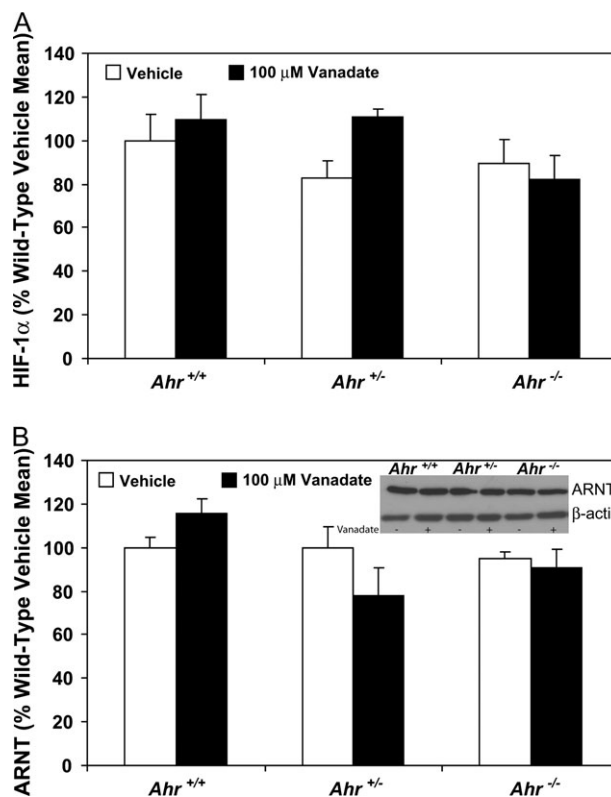 A
HIF-1α (% Wild-Type Vehicle Mean)
140
120
100
80
60
40
20
0
Vehicle
100 μM Vanadate
Ahr +/+
Ahr +/-
Ahr -/-
B
ARNT (% Wild-Type Vehicle Mean)
140
120
100
80
60
40
20
0
Vehicle
100 μM Vanadate
Ahr +/+ Ahr +/- Ahr -/-
ARNT
β-acti
Vanadate - + - + - +
Ahr +/+
Ahr +/-
Ahr -/-